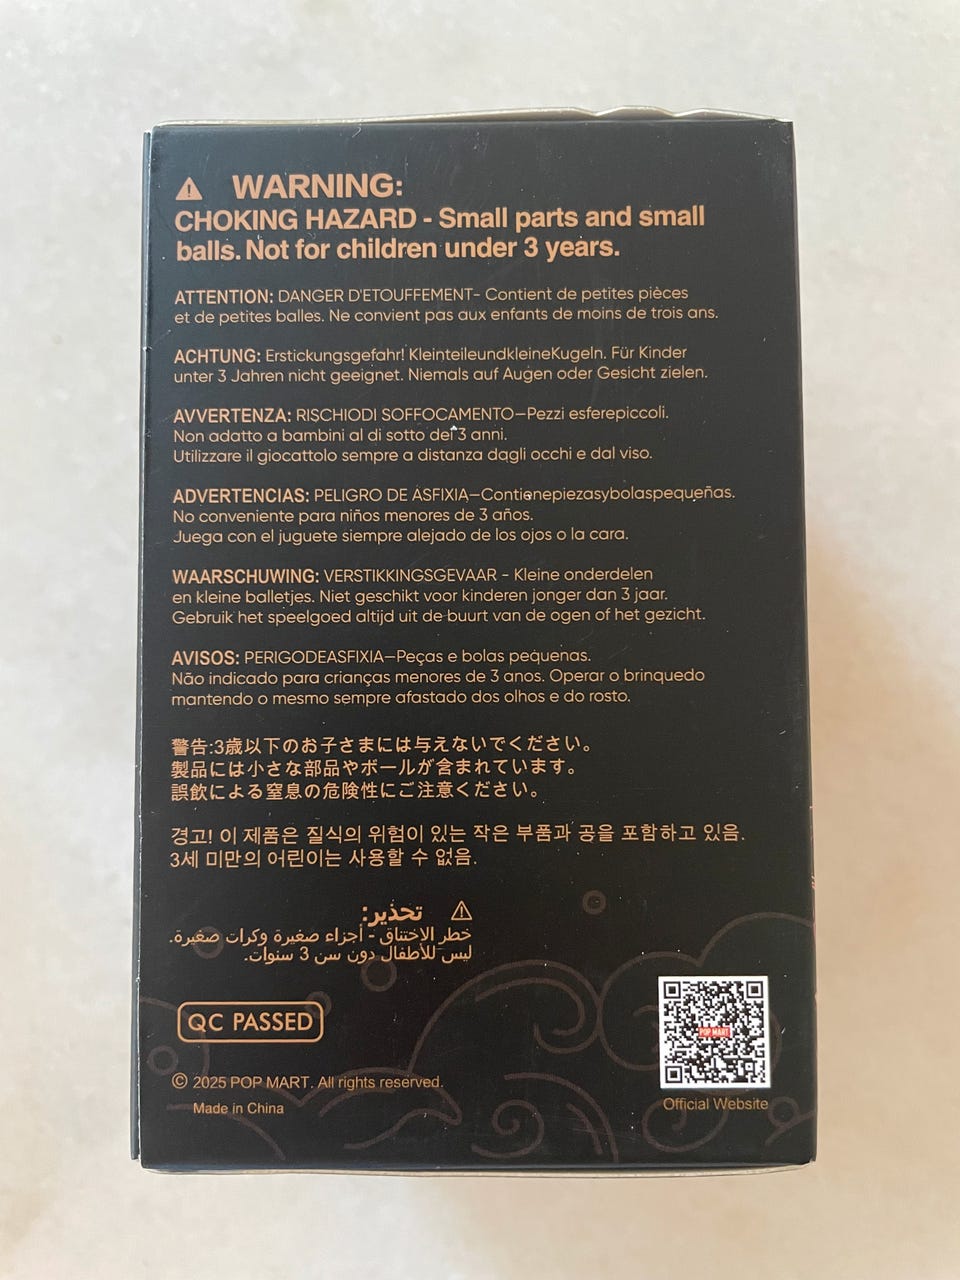 WARNING:
CHOKING HAZARD - Small parts and small
balls. Not for children under 3 years.
ATTENTION: DANGER D'ETOUFFEMENT- Contient de petites pièces
et de petites balles. Ne convient pas aux enfants de moins de trois ans.
ACHTUNG: Erstickungsgefahr! KleinteileundkleineKugeln. Für Kinder
unter 3 Jahren nicht geeignet. Niemals auf Augen oder Gesicht zielen.
AVVERTENZA: RISCHIODI SOFFOCAMENTO—Pezzi esferepiccoli.
Non adatto a bambini al di sotto dei 3 anni.
Utilizzare il giocattolo sempre a distanza dagli occhi e dal viso.
ADVERTENCIAS: PELIGRO DE ASFIXIA—Contienepiezasybolaspequeñas.
No conveniente para niños menores de 3 años.
Juega con el juguete siempre alejado de los ojos o la cara.
WAARSCHUWING: VERSTIKKINGSGEVAAR - Kleine onderdelen
en kleine balletjes. Niet geschikt voor kinderen jonger dan 3 jaar.
Gebruik het speelgoed altijd uit de buurt van de ogen of het gezicht.
AVISOS: PERIGODEASFIXIA—Peças e bolas pequenas.
Não indicado para crianças menores de 3 anos. Operar o brinquedo
mantendo o mesmo sempre afastado dos olhos e do rosto.
警告:3歳以下のお子さまには与えないでください。
製品には小さな部品やボールが含まれています。
誤飲による窒息の危険性にご注意ください。
경고! 이 제품은 질식의 위험이 있는 작은 부품과 공을 포함하고 있음.
3세 미만의 어린이는 사용할 수 없음.
تحذير:
خطر الاختناق - أجزاء صغيرة وكرات صغيرة.
ليس للأطفال دون سن 3 سنوات.
QC PASSED
POP MART
© 2025 POP MART. All rights reserved.
Made in China
Official Website